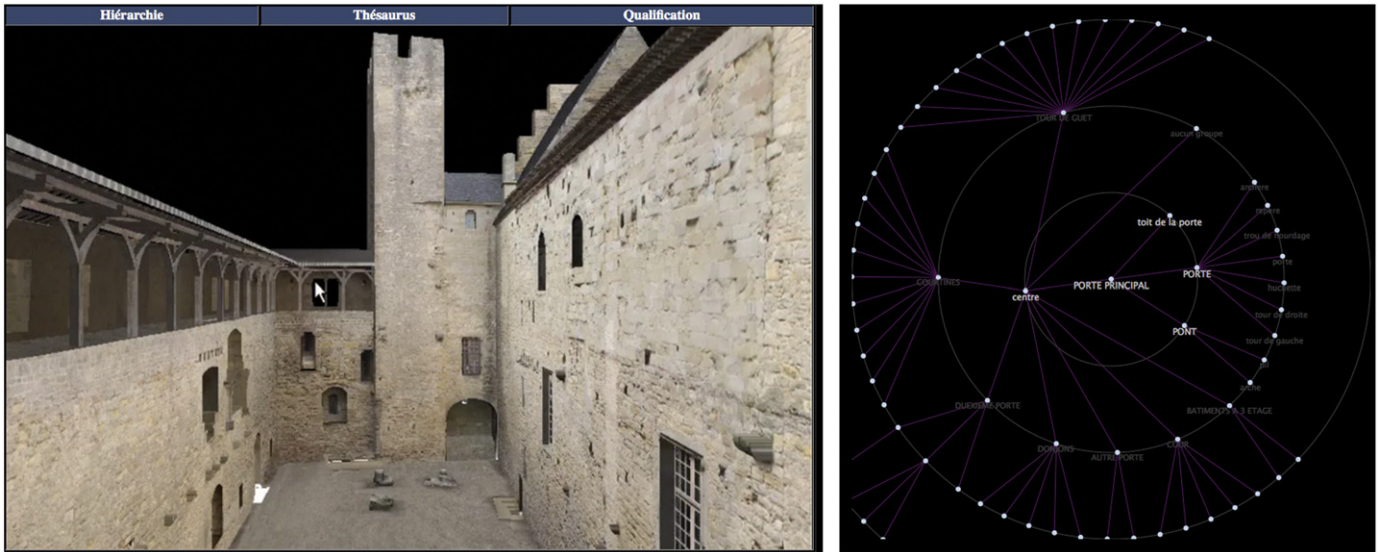 Hiérarchie
Thésaurus
Qualification
TOUR DE GUET
aucun groupe
archere
repere
toit de la porte
trou de hourdage
porte
PORTE
COURTINES
PORTE PRINCIPAL
huchette
centre
tour de droite
PONT
tour de gauche
arche
DUEXIEME PORTE
BATIMENTS A 3 ETAGE
DONJONS
AUTRE PORTE